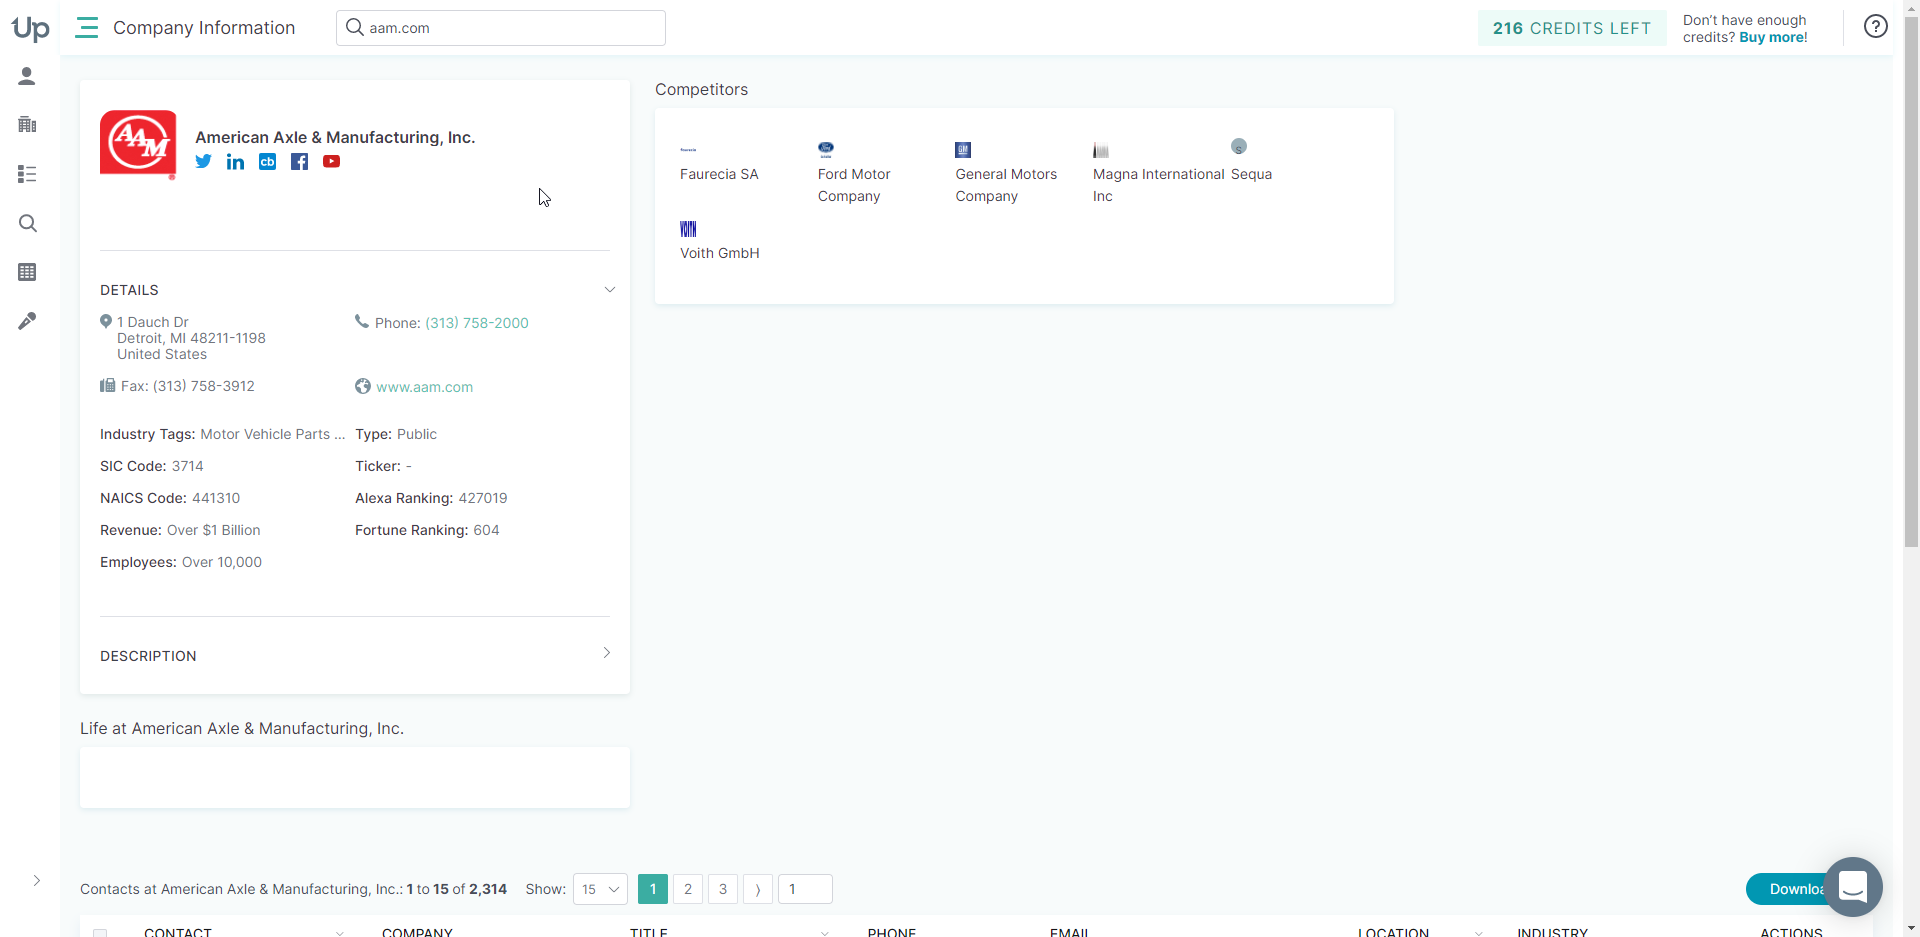 Up
Company Information
aam.com
216 CREDITS LEFT
Don't have enough
credits? Buy more!
?
AAM
American Axle & Manufacturing, Inc.
in
cb
Competitors
Faurecia SA
Ford Motor
Company
GM
General Motors
Company
Magna International
Inc
S
Sequa
VOITH
Voith GmbH
DETAILS
1 Dauch Dr
Detroit, MI 48211-1198
United States
Phone: (313) 758-2000
Fax: (313) 758-3912
www.aam.com
Industry Tags: Motor Vehicle Parts ...
Type: Public
SIC Code: 3714
Ticker: -
NAICS Code: 441310
Alexa Ranking: 427019
Revenue: Over $1 Billion
Fortune Ranking: 604
Employees: Over 10,000
DESCRIPTION
Life at American Axle & Manufacturing, Inc.
Contacts at American Axle & Manufacturing, Inc.: 1 to 15 of 2,314
Show: 15
1 2 3 ⟩ 1
Downloa
CONTACT COMPANY TITLE PHONE EMAIL LOCATION INDUSTRY ACTIONS